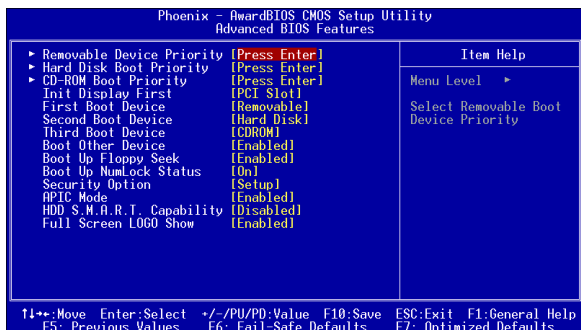 Phoenix - AwardBIOS CMOS Setup Utility
Advanced BIOS Features
▶ Removable Device Priority [Press Enter]
▶ Hard Disk Boot Priority [Press Enter]
▶ CD-ROM Boot Priority [Press Enter]
Init Display First [PCI Slot]
First Boot Device [Removable]
Second Boot Device [Hard Disk]
Third Boot Device [CDROM]
Boot Other Device [Enabled]
Boot Up Floppy Seek [Enabled]
Boot Up NumLock Status [On]
Security Option [Setup]
APIC Mode [Enabled]
HDD S.M.A.R.T. Capability [Disabled]
Full Screen LOGO Show [Enabled]
Item Help
Menu Level ▶
Select Removable Boot
Device Priority
↑↓→←:Move Enter:Select +/-/PU/PD:Value F10:Save ESC:Exit F1:General Help
F5: Previous Values F6: Fail-Safe Defaults F7: Optimized Defaults